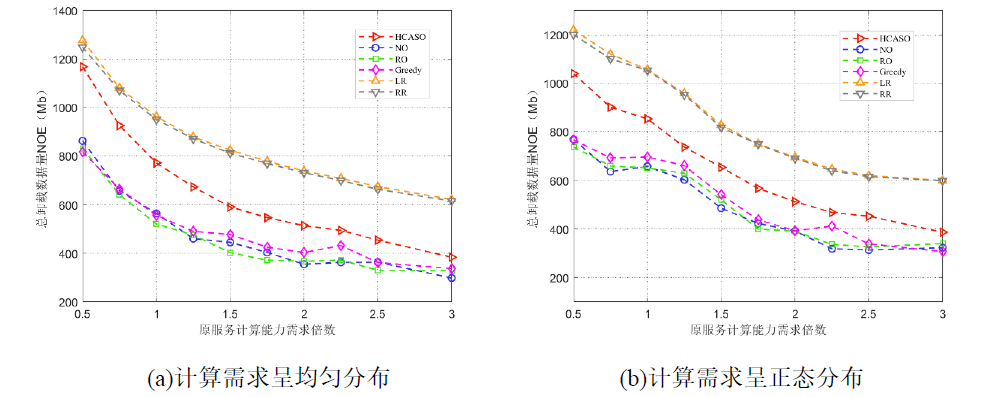 1400
1200
1000
800
600
400
200
总卸载数据量NOE（Mb）
HCASO
NO
RO
Greedy
LR
RR
0.5
1
1.5
2
2.5
3
原服务计算能力需求倍数
(a)计算需求呈均匀分布
1200
1000
800
600
400
200
总卸载数据量NOE（Mb）
HCASO
NO
RO
Greedy
LR
RR
0.5
1
1.5
2
2.5
3
原服务计算能力需求倍数
(b)计算需求呈正态分布